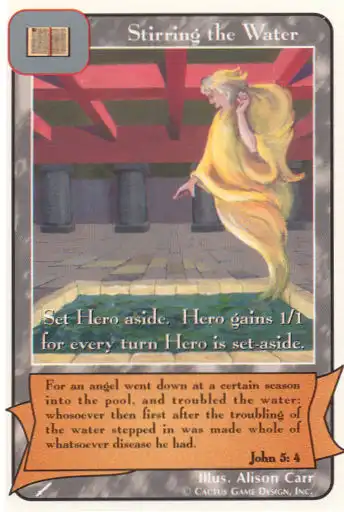 Stirring the Water
Set Hero aside. Hero gains 1/1
for every turn Hero is set-aside.
For an angel went down at a certain season
into the pool, and troubled the water:
whosoever then first after the troubling of
the water stepped in was made whole of
whatsoever disease he had.
John 5: 4
Illus. Alison Carr
© Cactus Game Design, Inc.